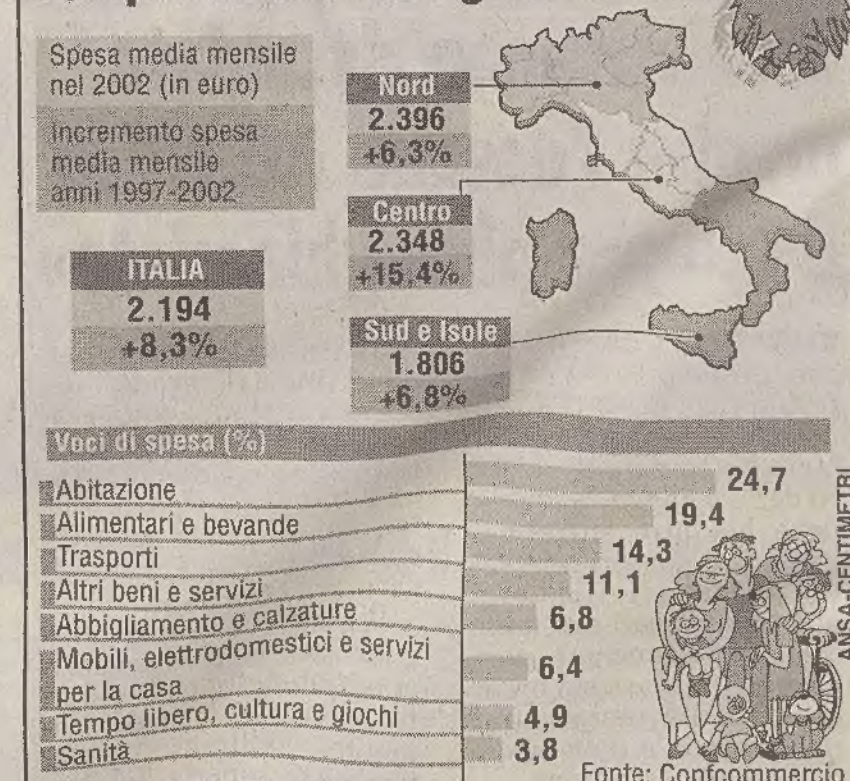 Spesa media mensile
nel 2002 (in euro)
Incremento spesa
media mensile
anni 1997-2002
ITALIA
2.194
+8,3%
Nord
2.396
+6,3%
Centro
2.348
+15,4%
Sud e Isole
1.806
+6,8%
Voci di spesa (%)
Abitazione 24,7
Alimentari e bevande 19,4
Trasporti 14,3
Altri beni e servizi 11,1
Abbigliamento e calzature 6,8
Mobili, elettrodomestici e servizi
per la casa 6,4
Tempo libero, cultura e giochi 4,9
Sanità 3,8
ANSA-CENTIMETRI
Fonte: Confcommercio